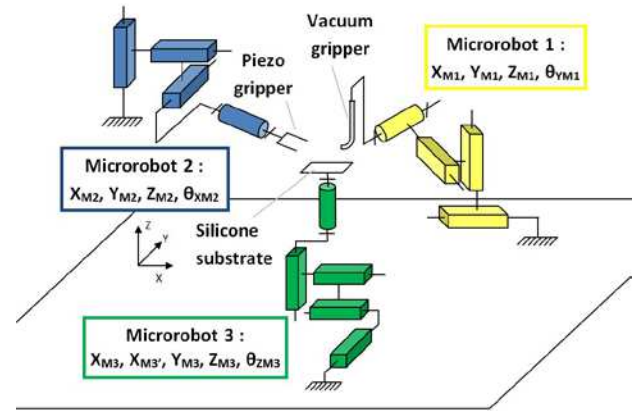 Vacuum
gripper
Piezo
gripper
Microrobot 1 :
XM1, YM1, ZM1, θYM1
Microrobot 2 :
XM2, YM2, ZM2, θXM2
Silicone
substrate
Z
Y
X
Microrobot 3 :
XM3, XM3', YM3, ZM3, θZM3